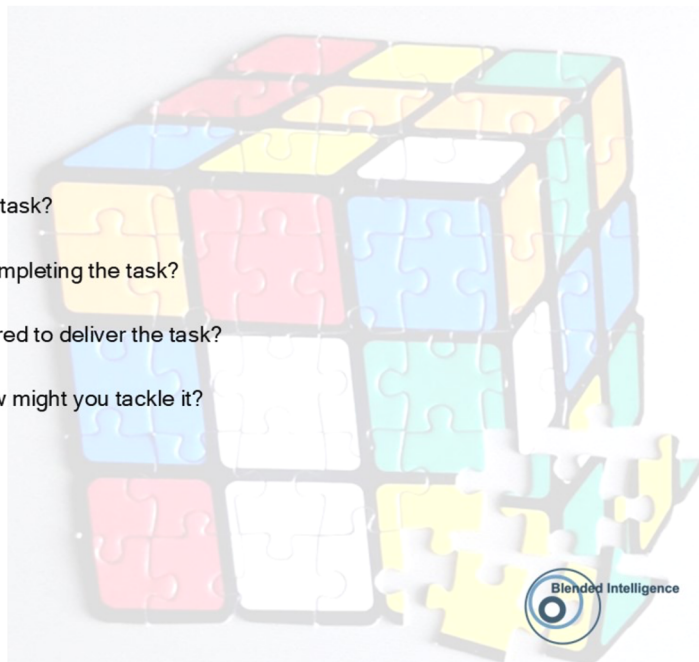 task?
mpleting the task?
red to deliver the task?
w might you tackle it?
Blended Intelligence